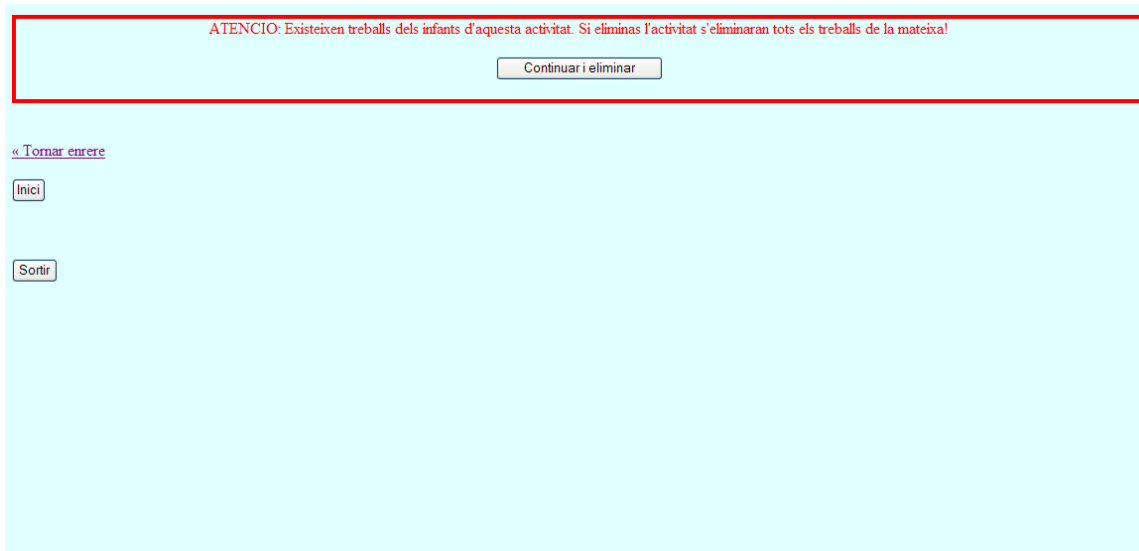 ATENCIO: Existeixen treballs dels infants d'aquesta activitat. Si eliminas l'activitat s'eliminaran tots els treballs de la mateixa!
Continuar i eliminar
« Tornar enrere
Inici
Sortir